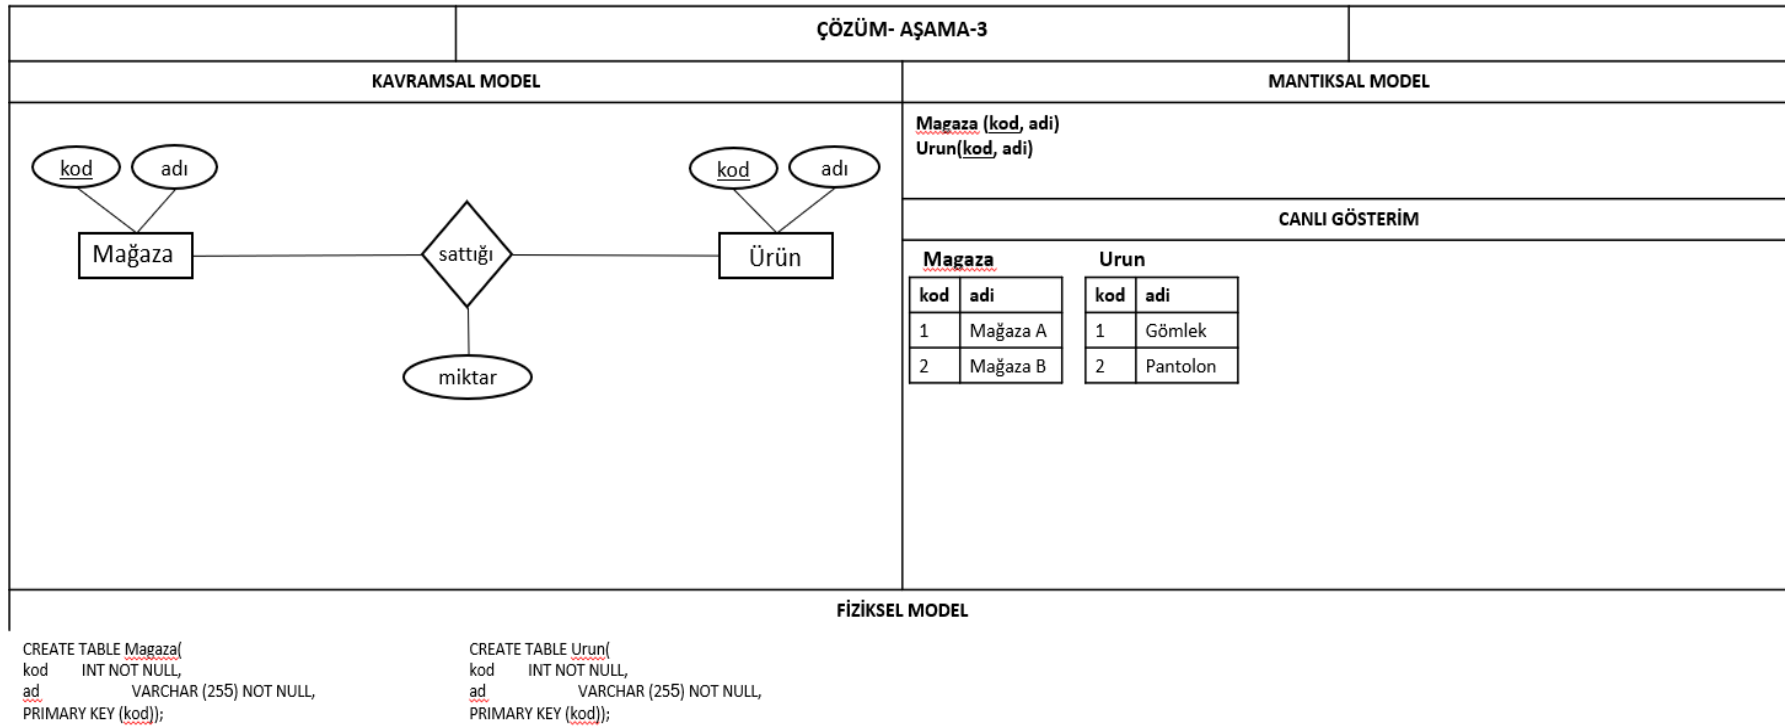 ÇÖZÜM- AŞAMA-3
KAVRAMSAL MODEL
MANTIKSAL MODEL
kod
adı
kod
adı
Mağaza
sattığı
Ürün
miktar
Magaza (kod, adi)
Urun(kod, adi)
CANLI GÖSTERİM
Magaza
kod adi
1 Mağaza A
2 Mağaza B
Urun
kod adi
1 Gömlek
2 Pantolon
FİZİKSEL MODEL
CREATE TABLE Magaza(
kod INT NOT NULL,
ad VARCHAR (255) NOT NULL,
PRIMARY KEY (kod));
CREATE TABLE Urun(
kod INT NOT NULL,
ad VARCHAR (255) NOT NULL,
PRIMARY KEY (kod));